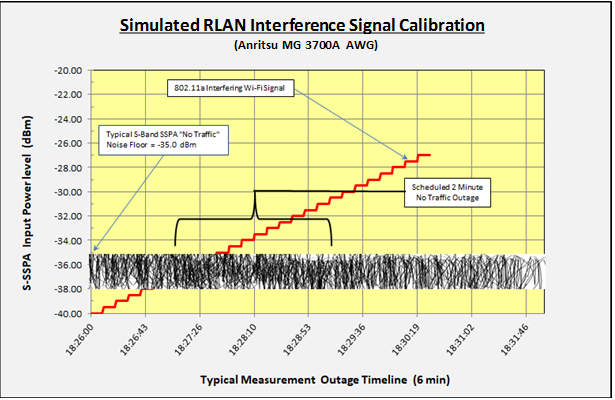 Simulated RLAN Interference Signal Calibration
(Anritsu MG 3700A AWG)
S-SSPA Input Power level (dBm)
-20.00
-22.00
-24.00
-26.00
-28.00
-30.00
-32.00
-34.00
-36.00
-38.00
-40.00
802.11a Interfering Wi-Fi Signal
Typical S-Band SSPA "No Traffic"
Noise Floor = -35.0 dBm
Scheduled 2 Minute
No Traffic Outage
18:26:00
18:26:43
18:27:26
18:28:10
18:28:53
18:29:36
18:30:19
18:31:02
18:31:46
Typical Measurement Outage Timeline (6 min)